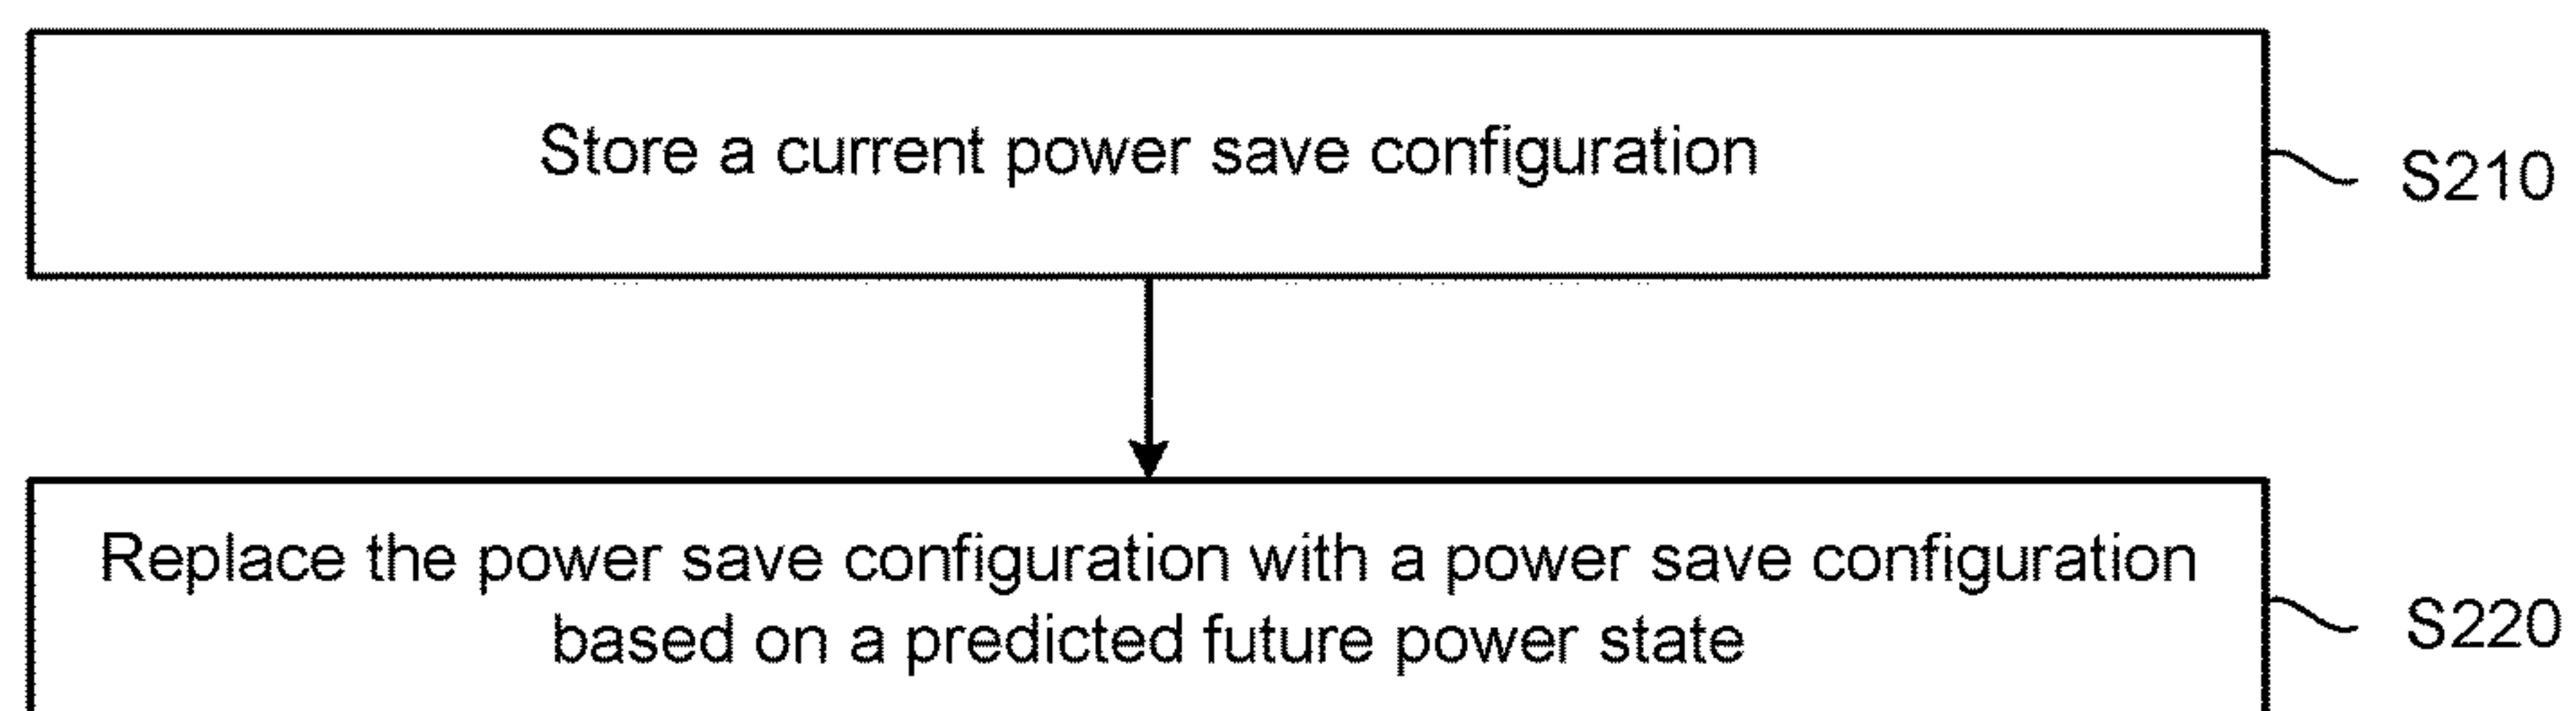 Store a current power save configuration
S210
Replace the power save configuration with a power save configuration
based on a predicted future power state
S220